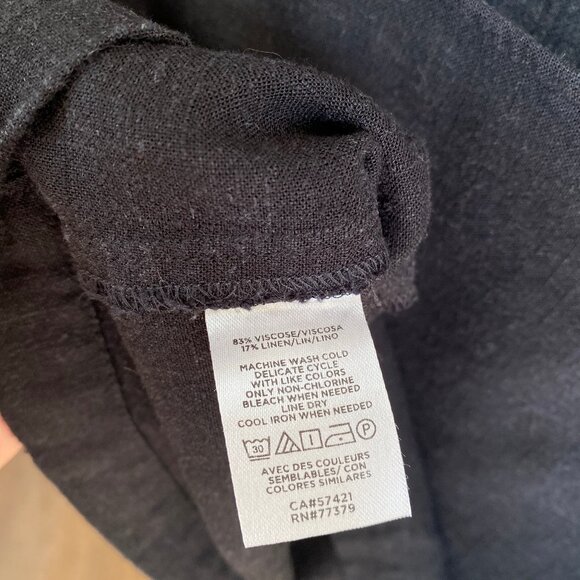 83% VISCOSE/VISCOSA
17% LINEN/LIN/LINO
MACHINE WASH COLD
DELICATE CYCLE
WITH LIKE COLORS
ONLY NON-CHLORINE
BLEACH WHEN NEEDED
LINE DRY
COOL IRON WHEN NEEDED
30 P
AVEC DES COULEURS
SEMBLABLES/ CON
COLORES SIMILARES
CA#57421
RN#77379